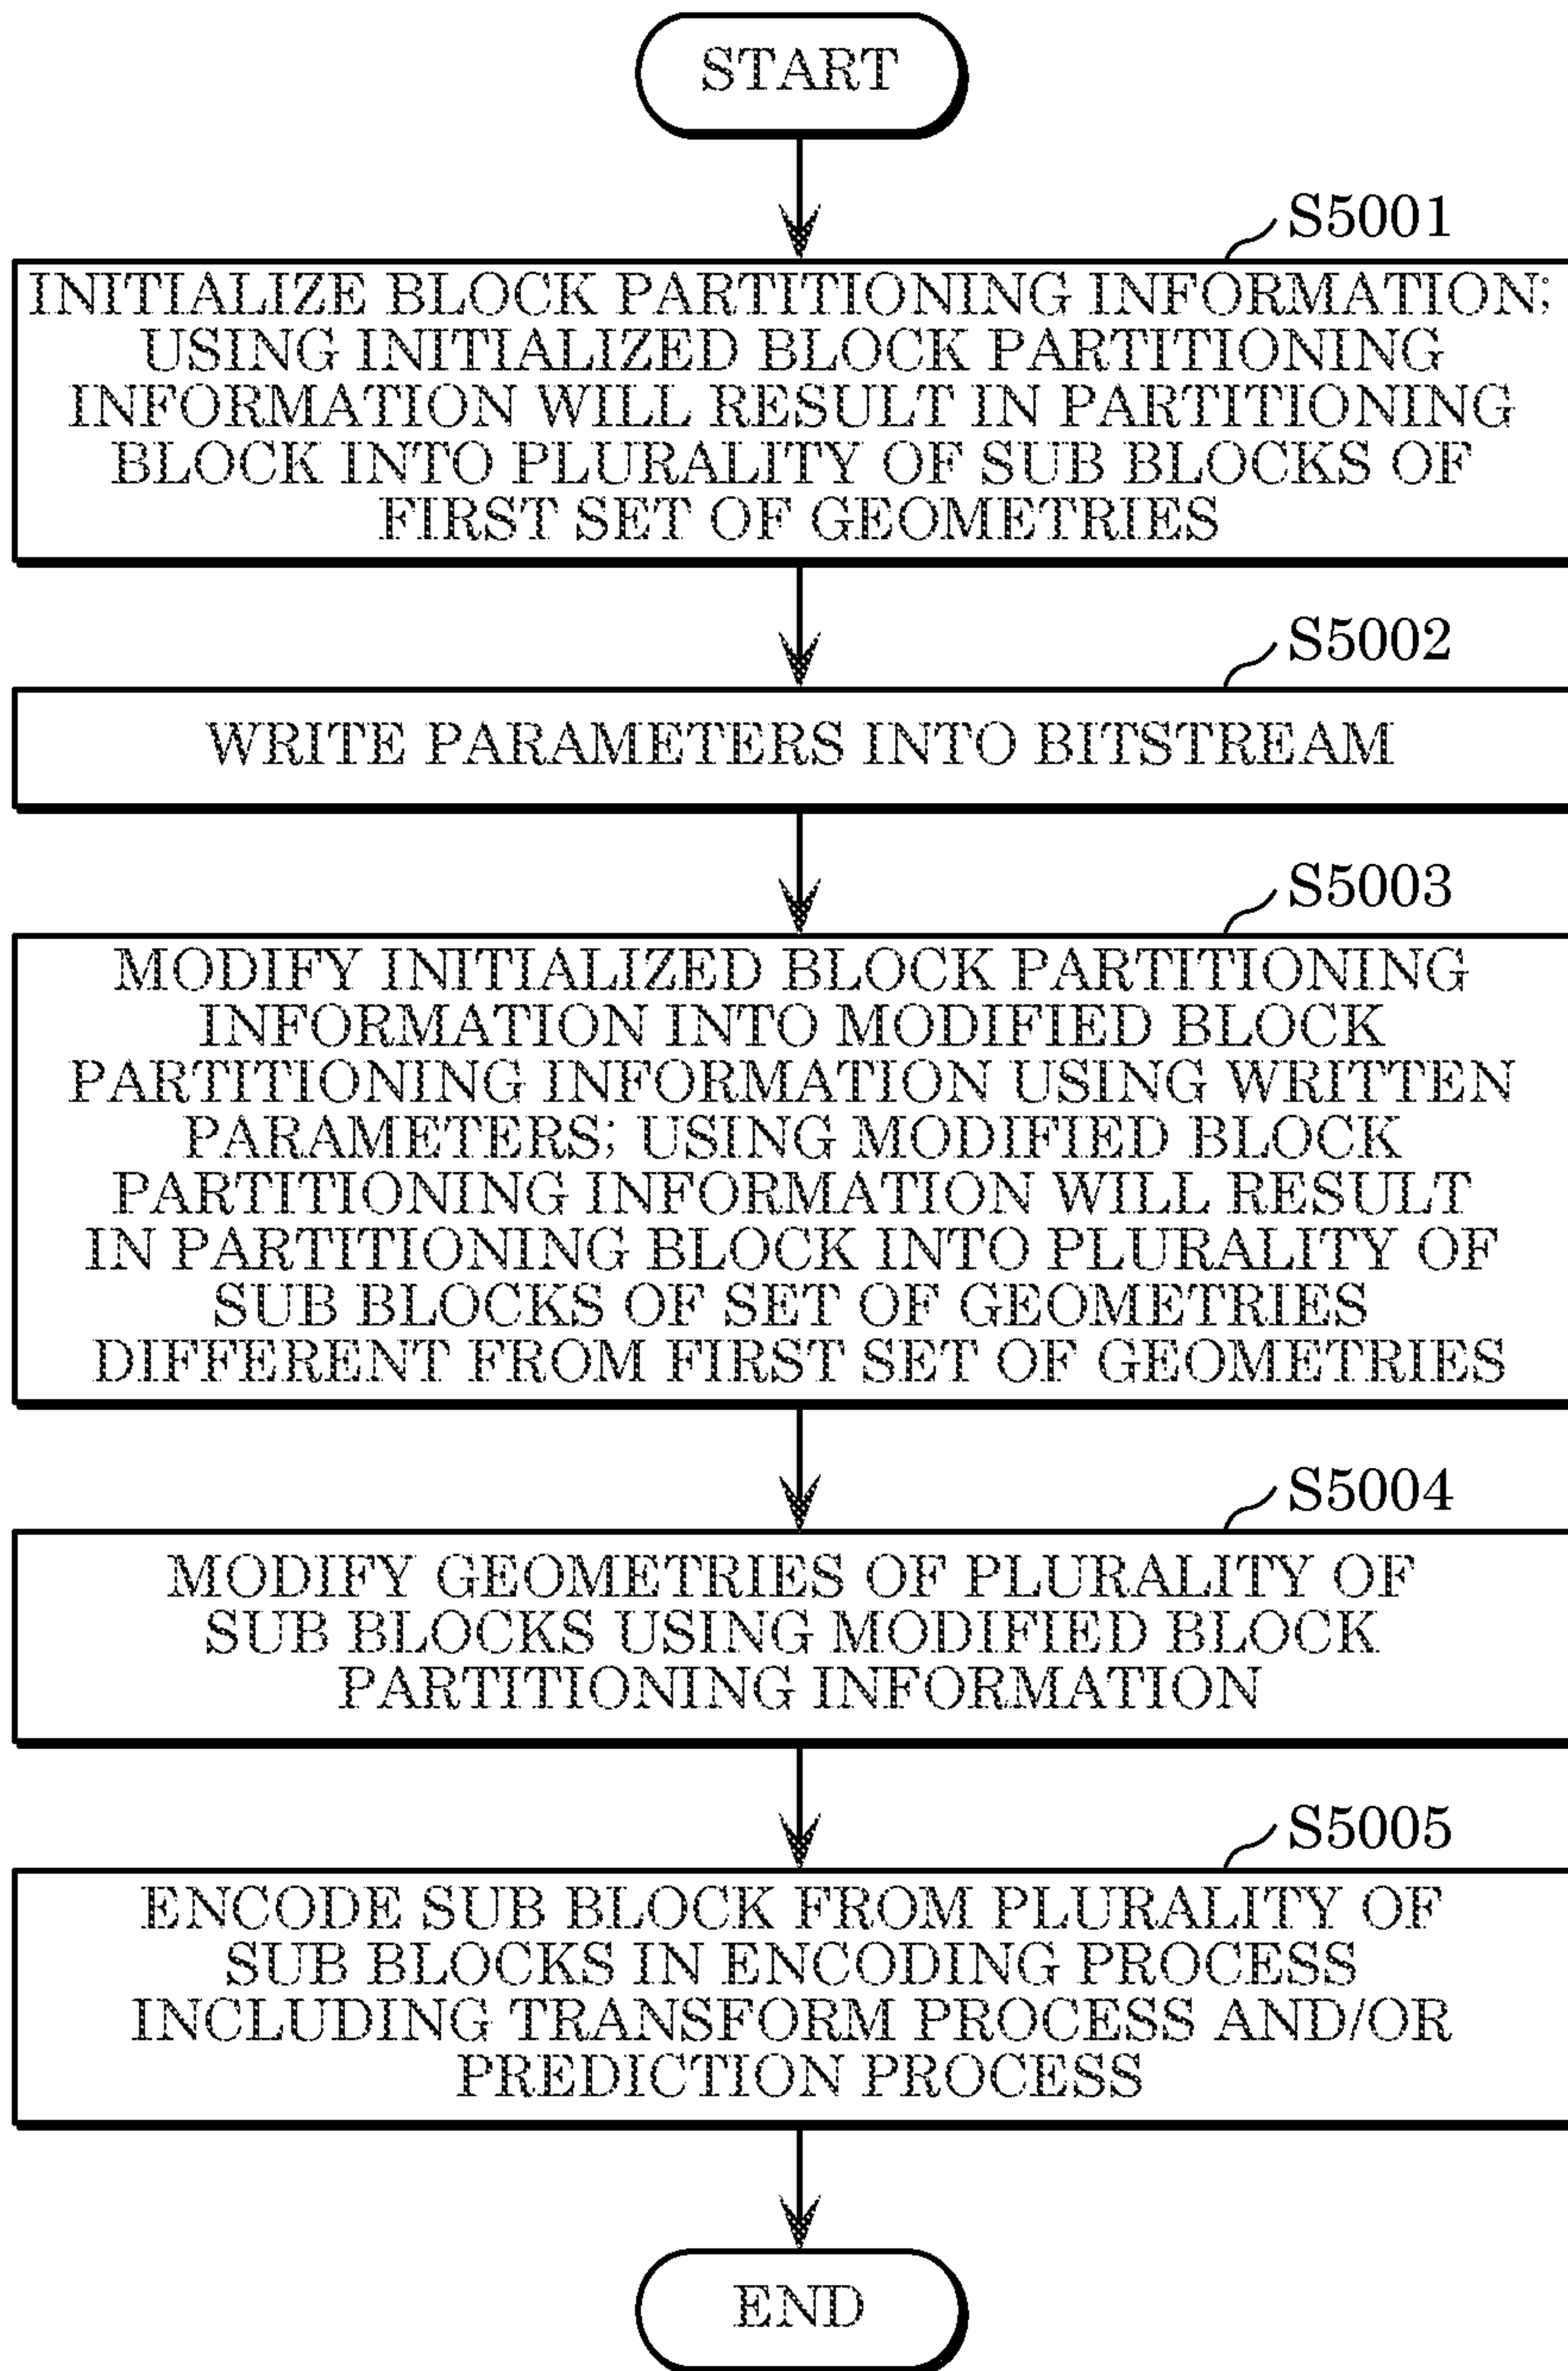 START
S5001
INITIALIZE BLOCK PARTITIONING INFORMATION;
USING INITIALIZED BLOCK PARTITIONING
INFORMATION WILL RESULT IN PARTITIONING
BLOCK INTO PLURALITY OF SUB BLOCKS OF
FIRST SET OF GEOMETRIES
S5002
WRITE PARAMETERS INTO BITSTREAM
S5003
MODIFY INITIALIZED BLOCK PARTITIONING
INFORMATION INTO MODIFIED BLOCK
PARTITIONING INFORMATION USING WRITTEN
PARAMETERS; USING MODIFIED BLOCK
PARTITIONING INFORMATION WILL RESULT
IN PARTITIONING BLOCK INTO PLURALITY OF
SUB BLOCKS OF SET OF GEOMETRIES
DIFFERENT FROM FIRST SET OF GEOMETRIES
S5004
MODIFY GEOMETRIES OF PLURALITY OF
SUB BLOCKS USING MODIFIED BLOCK
PARTITIONING INFORMATION
S5005
ENCODE SUB BLOCK FROM PLURALITY OF
SUB BLOCKS IN ENCODING PROCESS
INCLUDING TRANSFORM PROCESS AND/OR
PREDICTION PROCESS
END